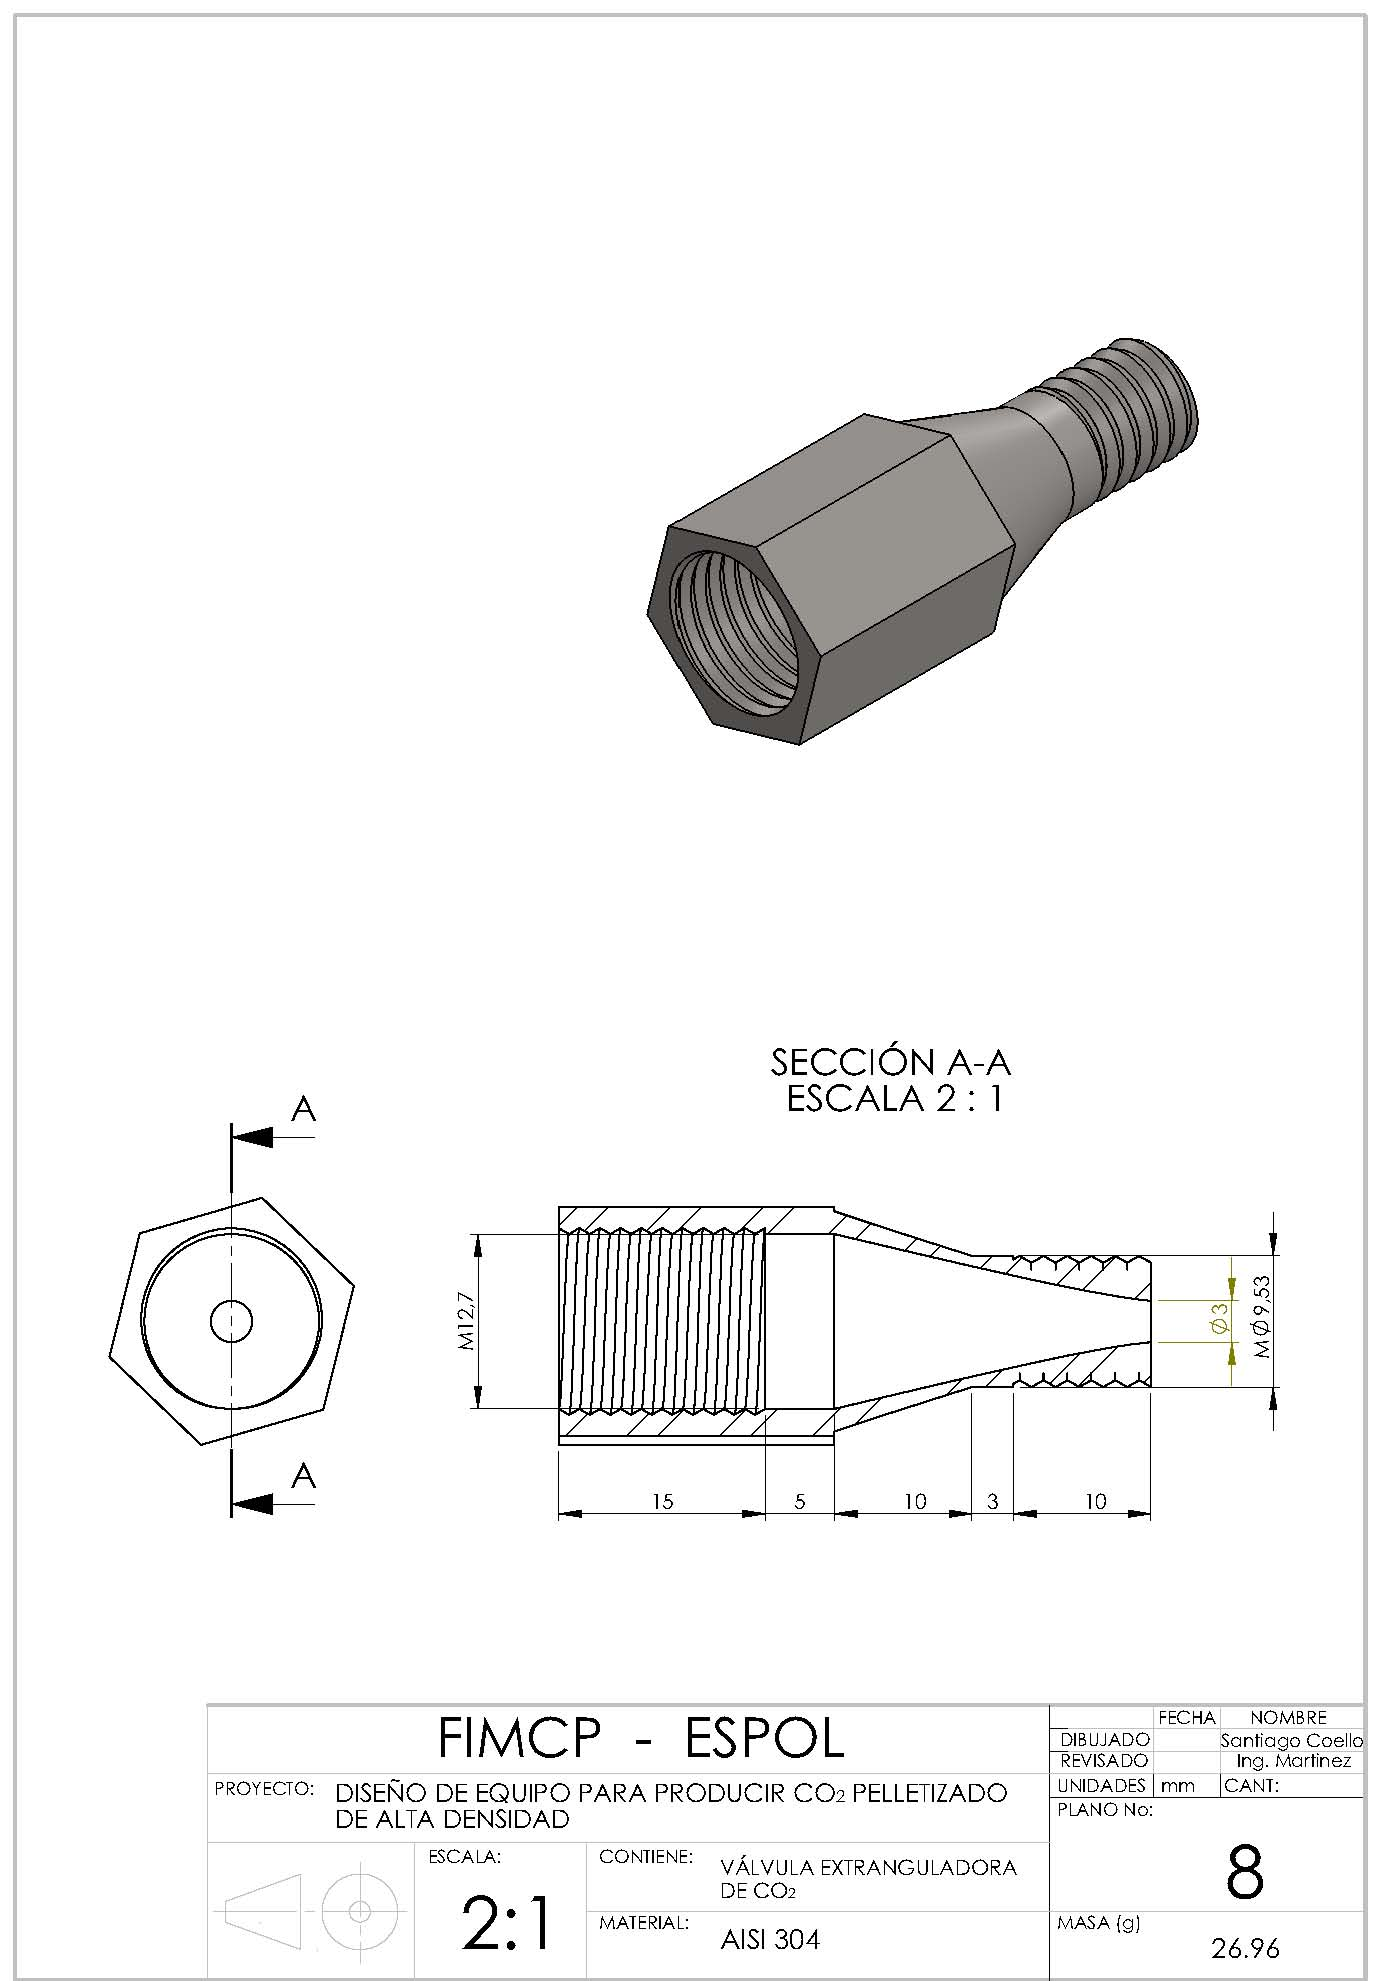 SECCIÓN A-A
ESCALA 2 : 1
A
A
M12,7
Ø3
MØ9,53
15
5
10
3
10
FIMCP - ESPOL
PROYECTO: DISEÑO DE EQUIPO PARA PRODUCIR CO2 PELLETIZADO
DE ALTA DENSIDAD
ESCALA:
2:1
CONTIENE: VÁLVULA EXTRANGULADORA
DE CO2
MATERIAL: AISI 304
FECHA NOMBRE
DIBUJADO Santiago Coello
REVISADO Ing. Martinez
UNIDADES mm CANT:
PLANO No:
8
MASA (g)
26.96